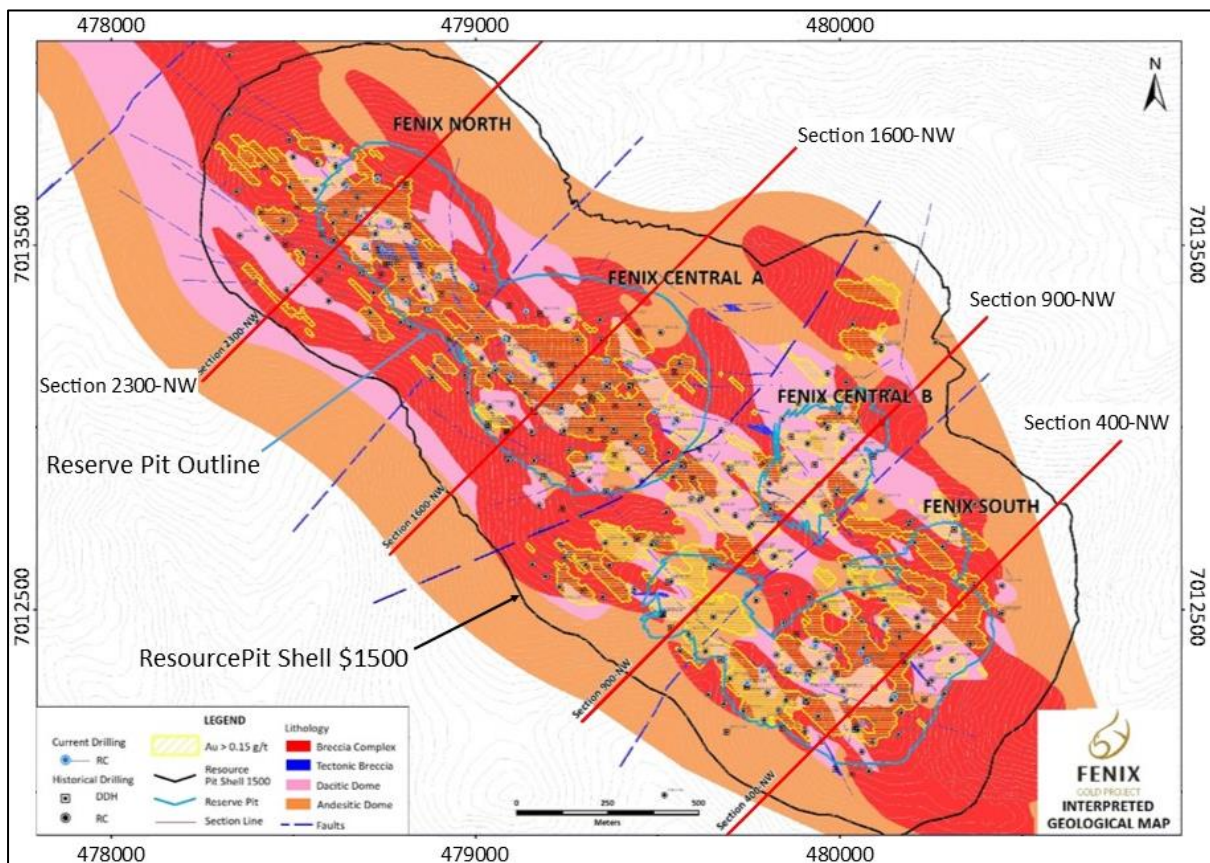 478000
479000
480000
N
FENIX NORTH
Section 1600-NW
7013500
7013500
FENIX CENTRAL A
Section 900-NW
Section 2300-NW
Section 2300-NW
FENIX CENTRAL B
Section 400-NW
Reserve Pit Outline
FENIX SOUTH
Section 1600-NW
7012500
7012500
ResourcePit Shell $1500
Section 900-NW
Section 400-NW
LEGEND
Current Drilling
RC
Historical Drilling
DDH
RC
Au > 0.15 g/t
Resource
Pit Shell 1500
Reserve Pit
Section Line
Lithology
Breccia Complex
Tectonic Breccia
Dacitic Dome
Andesitic Dome
Faults
0
250
500
Meters
FENIX
GOLD PROJECT
INTERPRETED
GEOLOGICAL MAP
478000
479000
480000